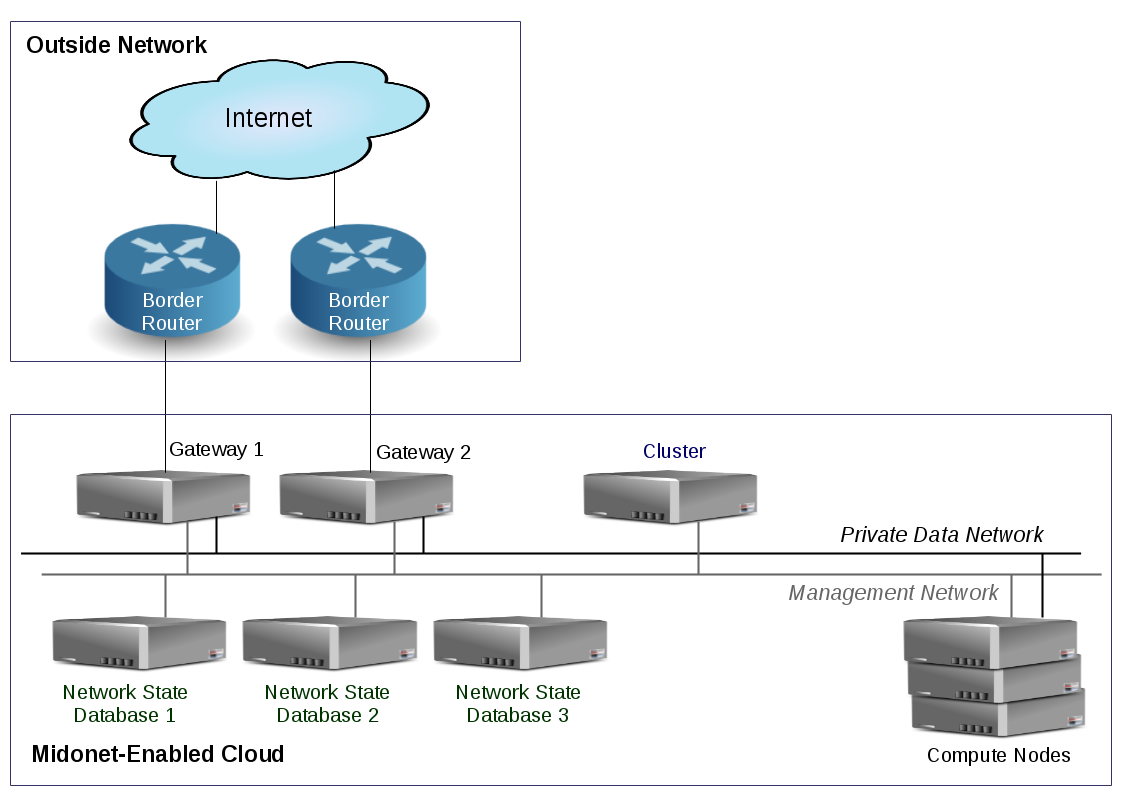 Outside Network
Internet
Border
Router
Border
Router
Gateway 1
Gateway 2
Cluster
Private Data Network
Management Network
Network State
Database 1
Network State
Database 2
Network State
Database 3
Midonet-Enabled Cloud
Compute Nodes